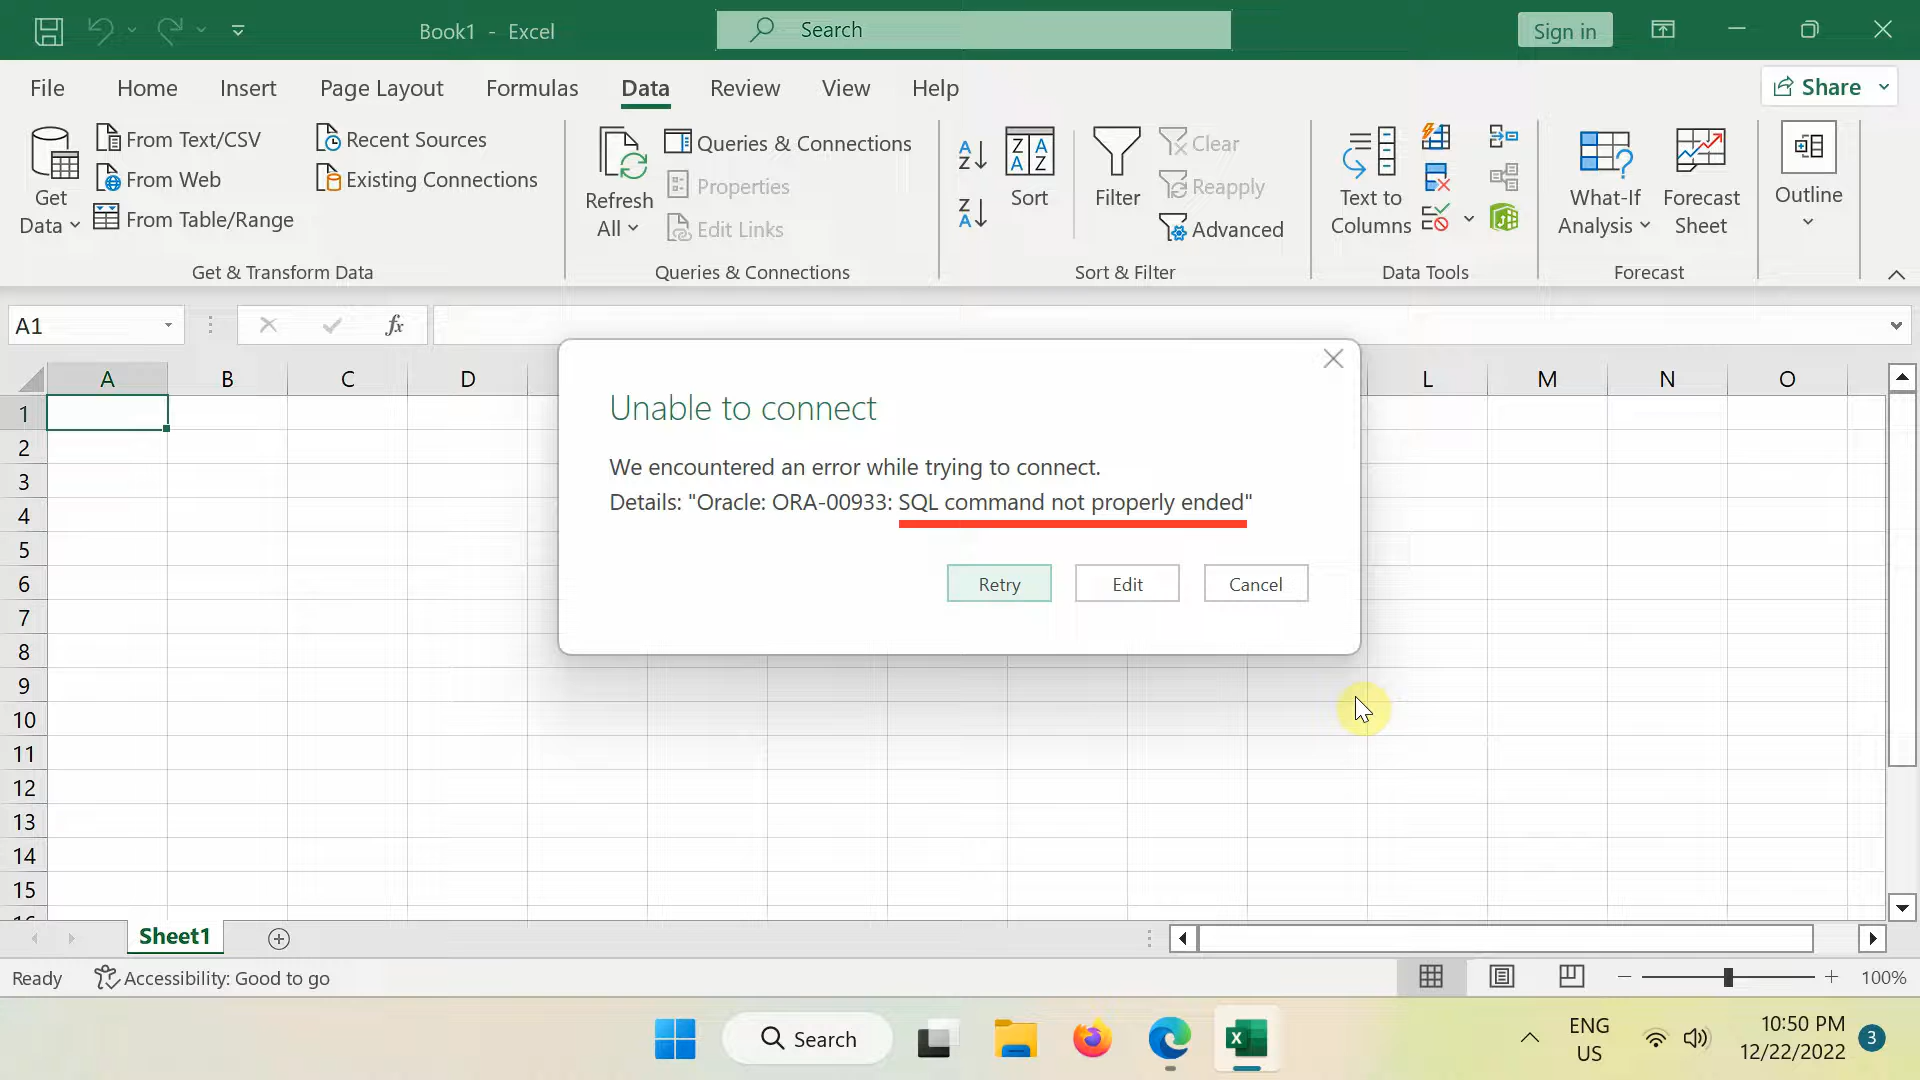 Book1 - Excel
Search
Sign in
File Home Insert Page Layout Formulas Data Review View Help
Share
Get Data
From Text/CSV
From Web
From Table/Range
Recent Sources
Existing Connections
Get & Transform Data
Refresh All
Queries & Connections
Properties
Edit Links
Queries & Connections
Sort
Filter
Clear
Reapply
Advanced
Sort & Filter
Text to Columns
Data Tools
What-If Analysis
Forecast Sheet
Forecast
Outline
A1
fx
A B C D L M N O
1
2
3
4
5
6
7
8
9
10
11
12
13
14
15
Unable to connect
We encountered an error while trying to connect.
Details: "Oracle: ORA-00933: SQL command not properly ended"
Retry Edit Cancel
Sheet1
Ready
Accessibility: Good to go
100%
Search
ENG
US
10:50 PM
12/22/2022
3